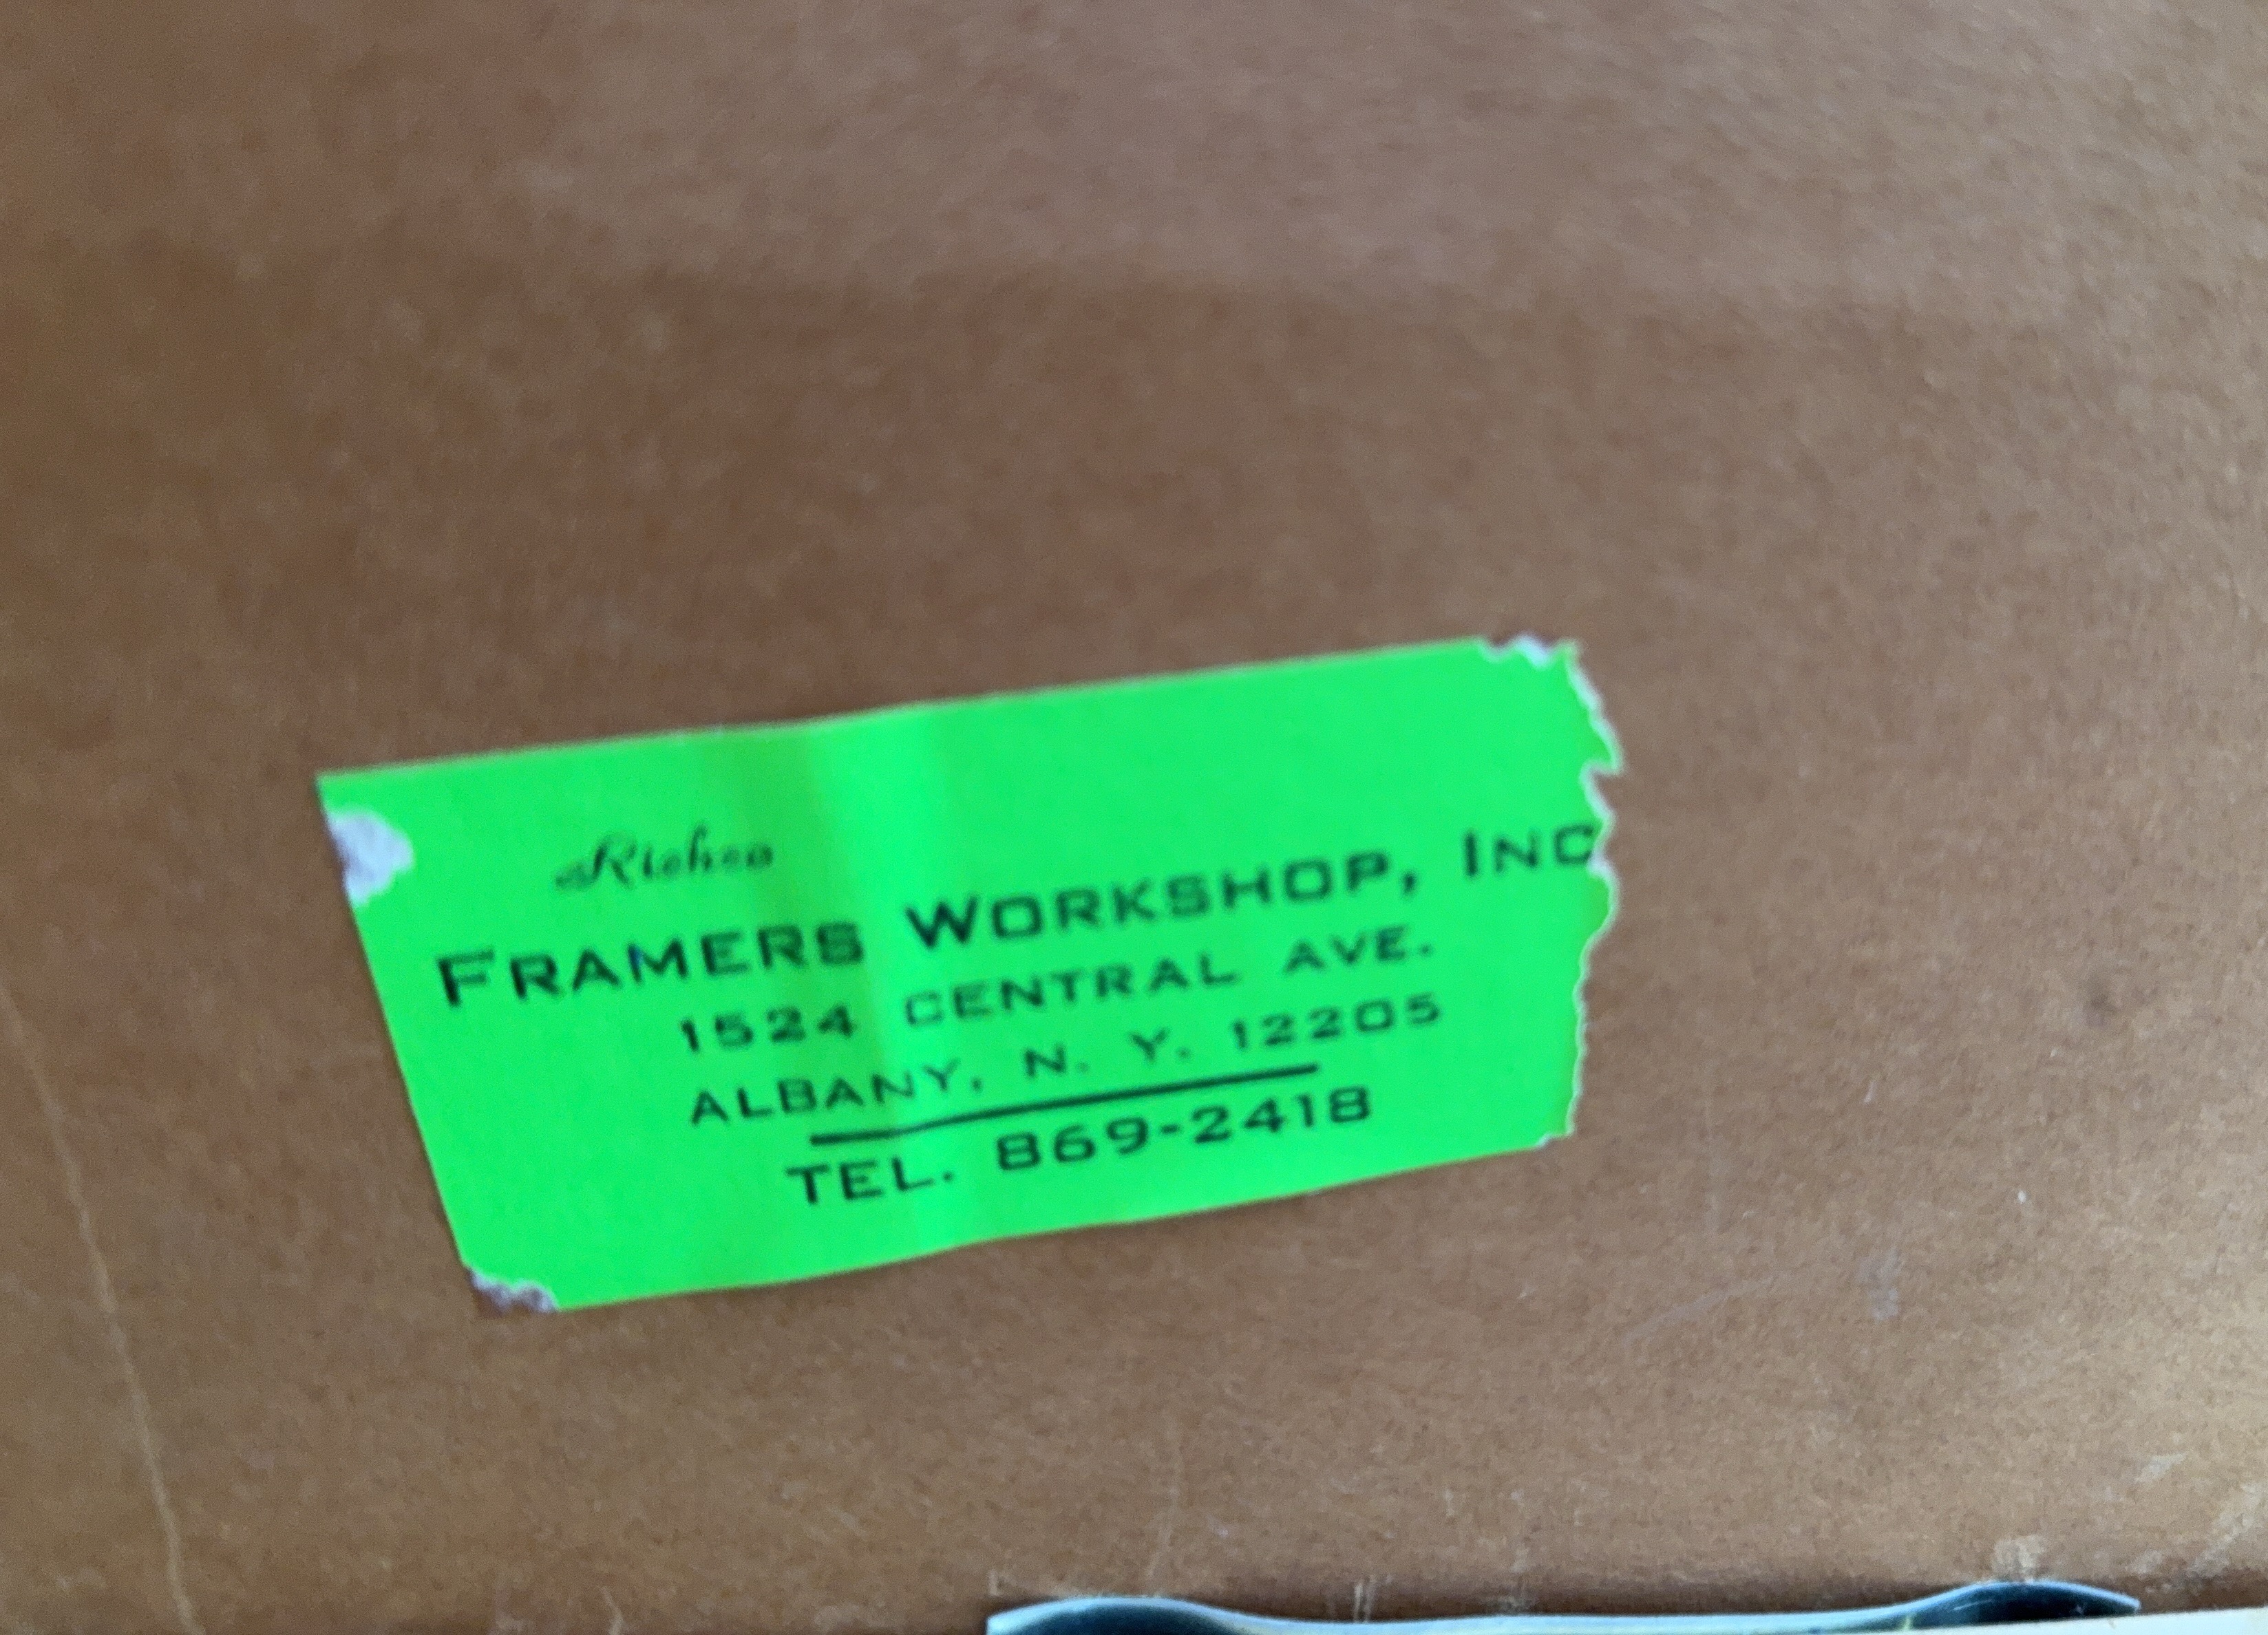 Richco
FRAMERS WORKSHOP, INC
1524 CENTRAL AVE.
ALBANY, N. Y. 12205
TEL. 869-2418